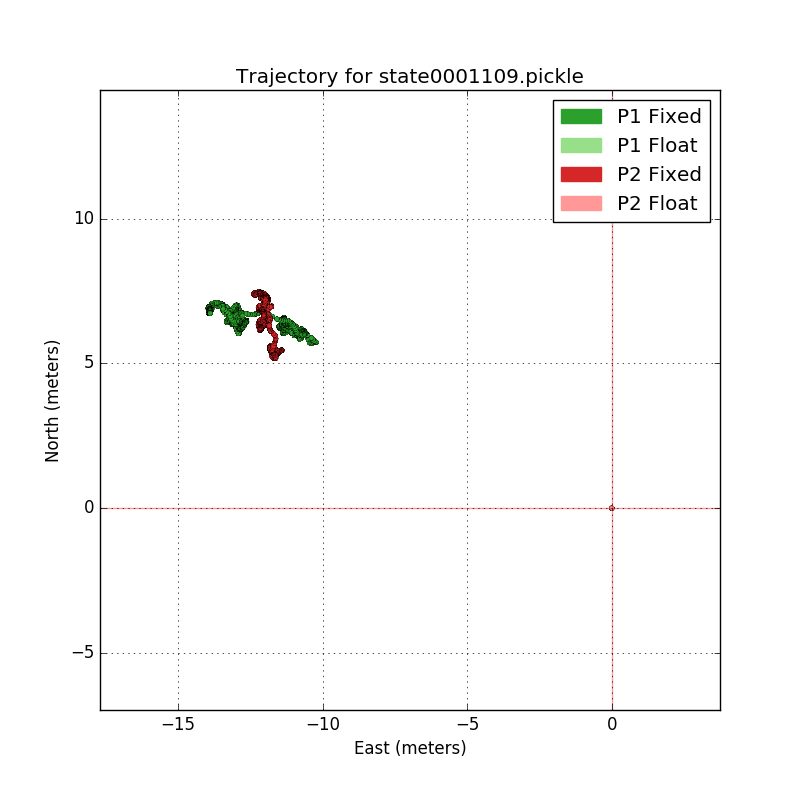 Trajectory for state0001109.pickle
P1 Fixed
P1 Float
P2 Fixed
P2 Float
10
5
0
−5
North (meters)
−15
−10
−5
0
East (meters)